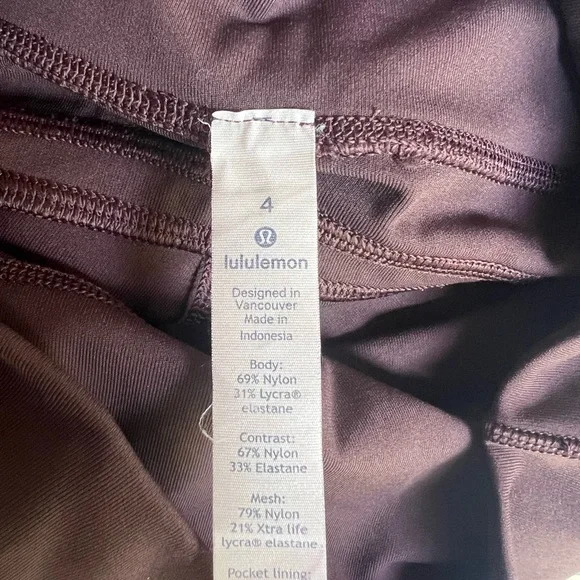 4
lululemon
Designed in
Vancouver
Made in
Indonesia
Body:
69% Nylon
31% Lycra®
elastane
Contrast:
67% Nylon
33% Elastane
Mesh:
79% Nylon
21% Xtra life
lycra® elastane
Pocket lining: